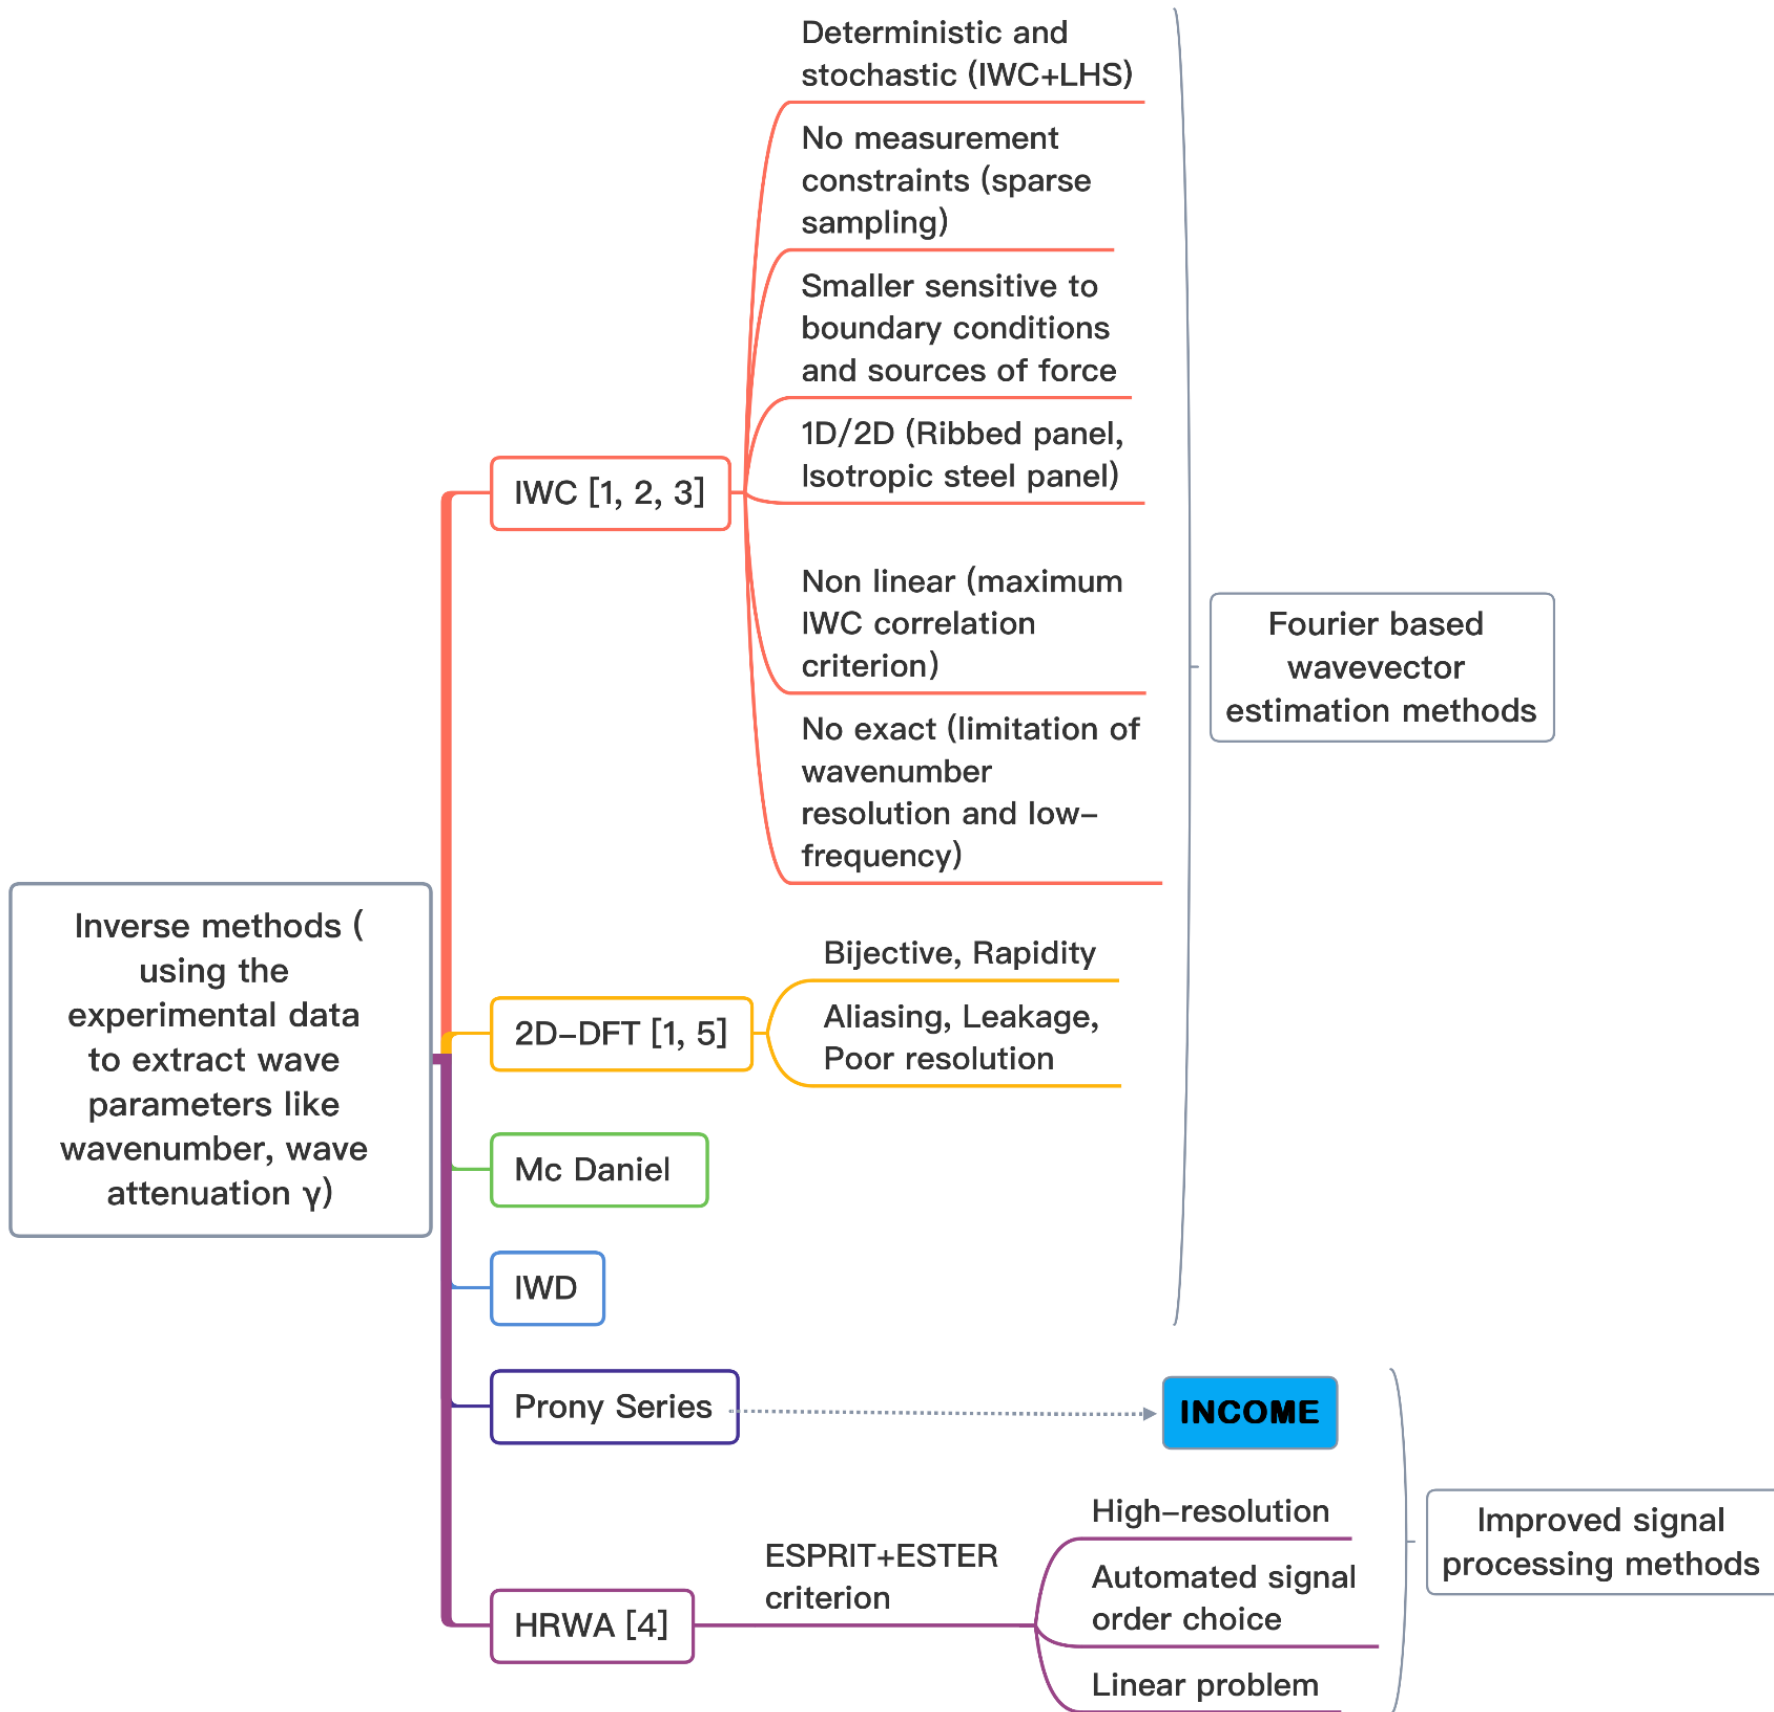 Deterministic and
stochastic (IWC+LHS)
No measurement
constraints (sparse
sampling)
Smaller sensitive to
boundary conditions
and sources of force
1D/2D (Ribbed panel,
Isotropic steel panel)
IWC [1, 2, 3]
Non linear (maximum
IWC correlation
criterion)
No exact (limitation of
wavenumber
resolution and low-
frequency)
Fourier based
wavevector
estimation methods
Inverse methods (
using the
experimental data
to extract wave
parameters like
wavenumber, wave
attenuation γ)
Bijective, Rapidity
2D-DFT [1, 5]
Aliasing, Leakage,
Poor resolution
Mc Daniel
IWD
Prony Series
INCOME
HRWA [4]
ESPRIT+ESTER
criterion
High-resolution
Automated signal
order choice
Linear problem
Improved signal
processing methods